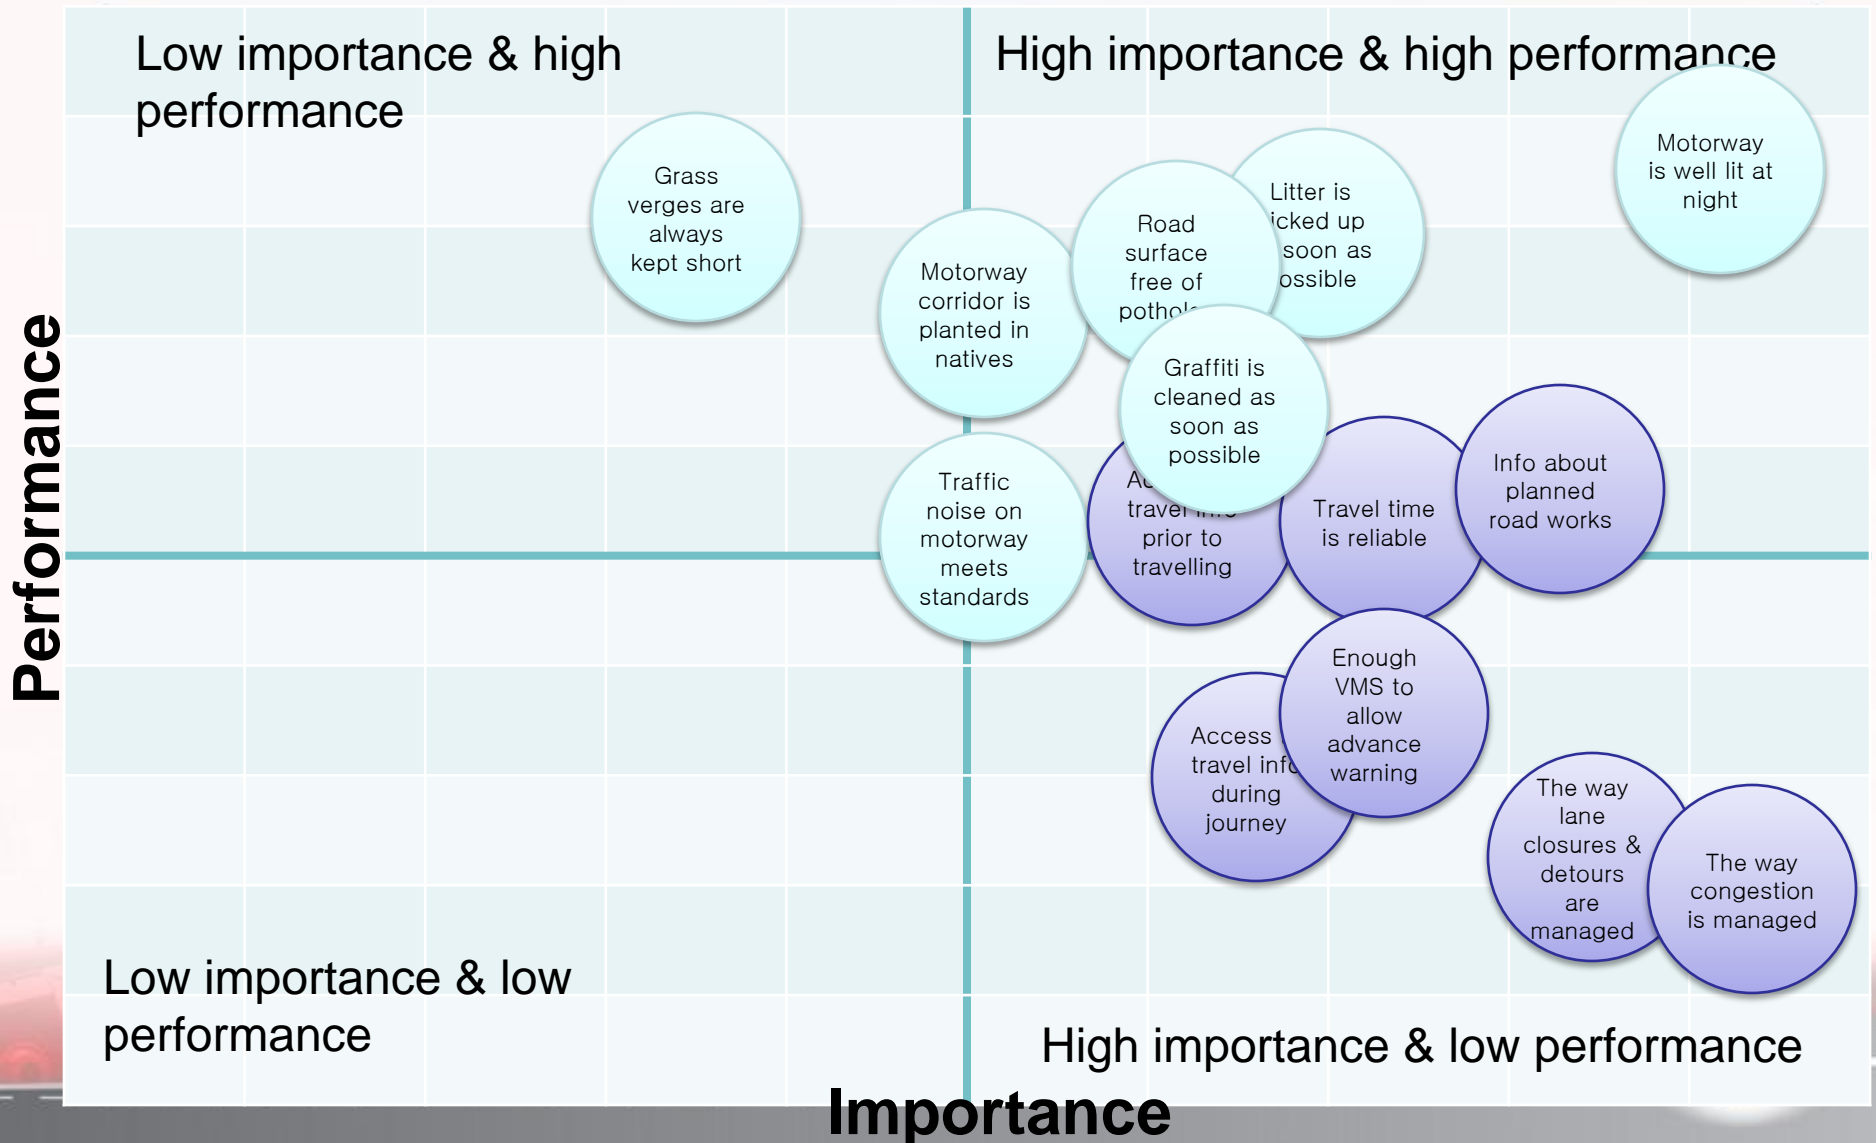 Low importance & high
performance
High importance & high performance
Grass
verges are
always
kept short
Motorway
corridor is
planted in
natives
Road
surface
free of
Litter is
up
soon as
Motorway
is well lit at
night
Graffiti is
cleaned as
soon as
possible
Traffic
noise on
motorway
meets
standards
travel
prior to
travelling
Travel time
is reliable
Info about
planned
road works
Enough
VMS to
allow
advance
warning
Access
travel info
during
journey
The way
lane
closures &
detours
are
managed
The way
congestion
is managed
Low importance & low
performance
High importance & low performance
Performance
Importance